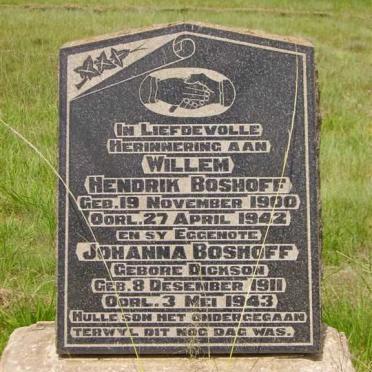 IN LIEFDEVOLLE
HERINNERING AAN
WILLEM
HENDRIK BOSHOFF
GEB. 19 NOVEMBER 1900
OORL. 27 APRIL 1942
EN SY EGGENOTE
JOHANNA BOSHOFF
GEBORE DICKSON
GEB. 8 DESEMBER 1911
OORL. 3 MEI 1943
HULLE SON HET ONDERGEGAAN
TERWYL DIT NOG DAG WAS.